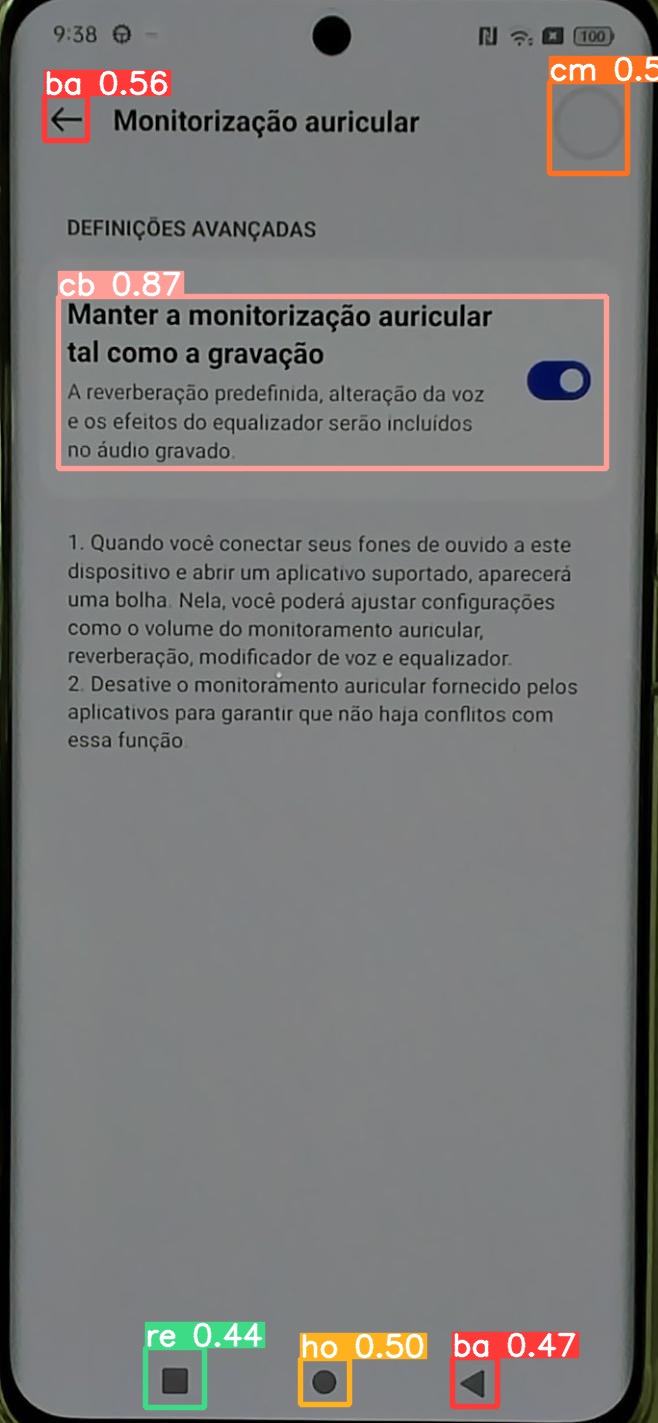 9:38
100
ba 0.56
cm 0.5
Monitorização auricular
DEFINIÇÕES AVANÇADAS
cb 0.87
Manter a monitorização auricular
tal como a gravação
A reverberação predefinida, alteração da voz
e os efeitos do equalizador serão incluídos
no áudio gravado.
1. Quando você conectar seus fones de ouvido a este
dispositivo e abrir um aplicativo suportado, aparecerá
uma bolha. Nela, você poderá ajustar configurações
como o volume do monitoramento auricular,
reverberação, modificador de voz e equalizador.
2. Desative o monitoramento auricular fornecido pelos
aplicativos para garantir que não haja conflitos com
essa função.
re 0.44
ho 0.50
ba 0.47